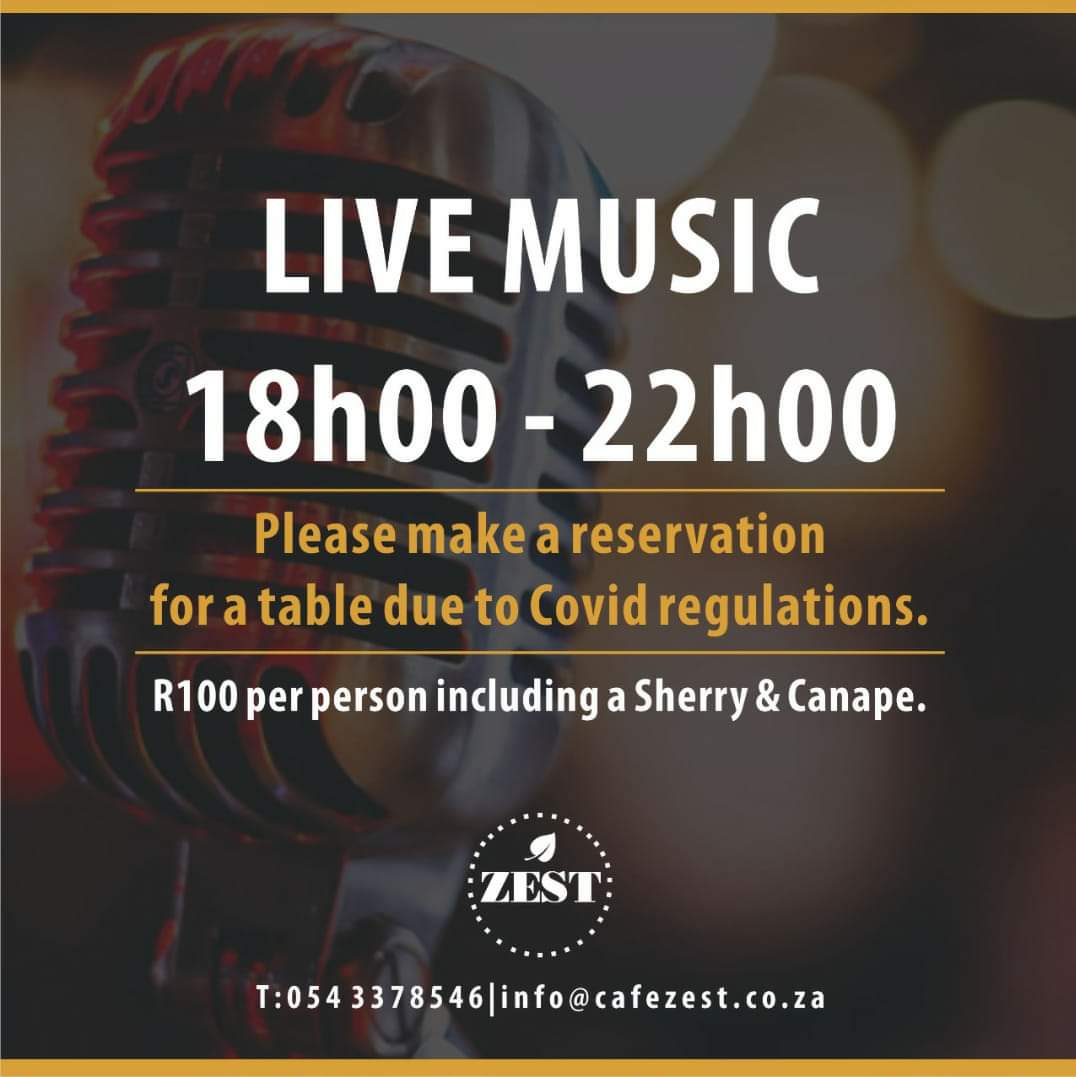 LIVE MUSIC
18h00 - 22h00
Please make a reservation
for a table due to Covid regulations.
R100 per person including a Sherry & Canape.
ZEST
T:054 3378546|info@cafezest.co.za